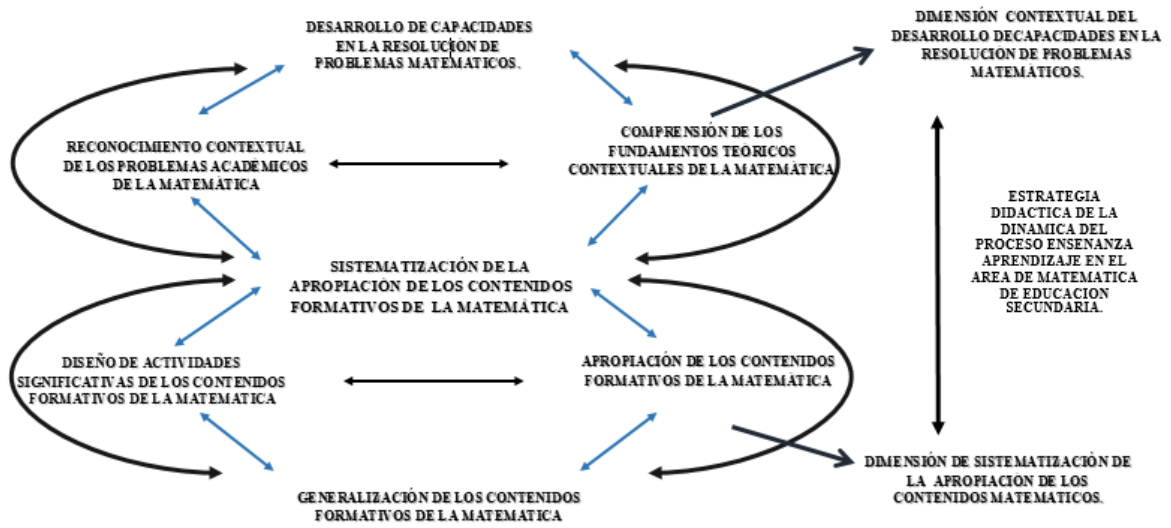 DESARROLLO DE CAPACIDADES
EN LA RESOLUCIÓN DE
PROBLEMAS MATEMATICOS.
DIMENSIÓN CONTEXTUAL DEL
DESARROLLO DECAPACIDADES EN LA
RESOLUCIÓN DE PROBLEMAS
MATEMÁTICOS.
RECONOCIMIENTO CONTEXTUAL
DE LOS PROBLEMAS ACADÉMICOS
DE LA MATEMÁTICA
COMPRENSIÓN DE LOS
FUNDAMENTOS TEÓRICOS
CONTEXTUALES DE LA MATEMÁTICA
ESTRATEGIA
DIDACTICA DE LA
DINAMICA DEL
PROCESO ENSEÑANZA
APRENDIZAJE EN EL
AREA DE MATEMATICA
DE EDUCACION
SECUNDARIA.
SISTEMATIZACIÓN DE LA
APROPIACIÓN DE LOS CONTENIDOS
FORMATIVOS DE LA MATEMÁTICA
DISEÑO DE ACTIVIDADES
SIGNIFICATIVAS DE LOS CONTENIDOS
FORMATIVOS DE LA MATEMATICA
APROPIACIÓN DE LOS CONTENIDOS
FORMATIVOS DE LA MATEMÁTICA
DIMENSIÓN DE SISTEMATIZACIÓN DE
LA APROPIACIÓN DE LOS
CONTENIDOS MATEMATICOS.
GENERALIZACIÓN DE LOS CONTENIDOS
FORMATIVOS DE LA MATEMATICA